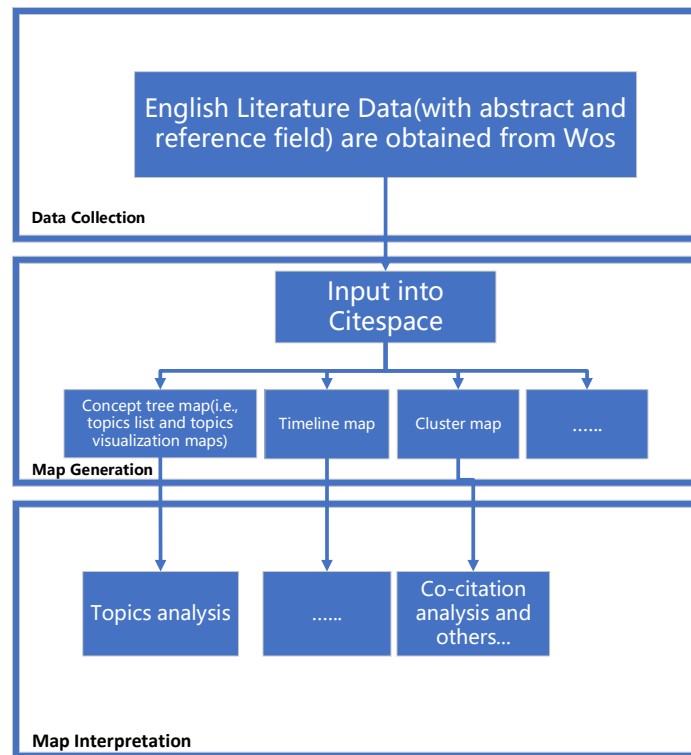 English Literature Data(with abstract and
reference field) are obtained from Wos
Data Collection
Input into
Citespace
Concept tree map(i.e.,
topics list and topics
visualization maps)
Timeline map
Cluster map
......
Map Generation
Topics analysis
......
Co-citation
analysis and
others...
Map Interpretation